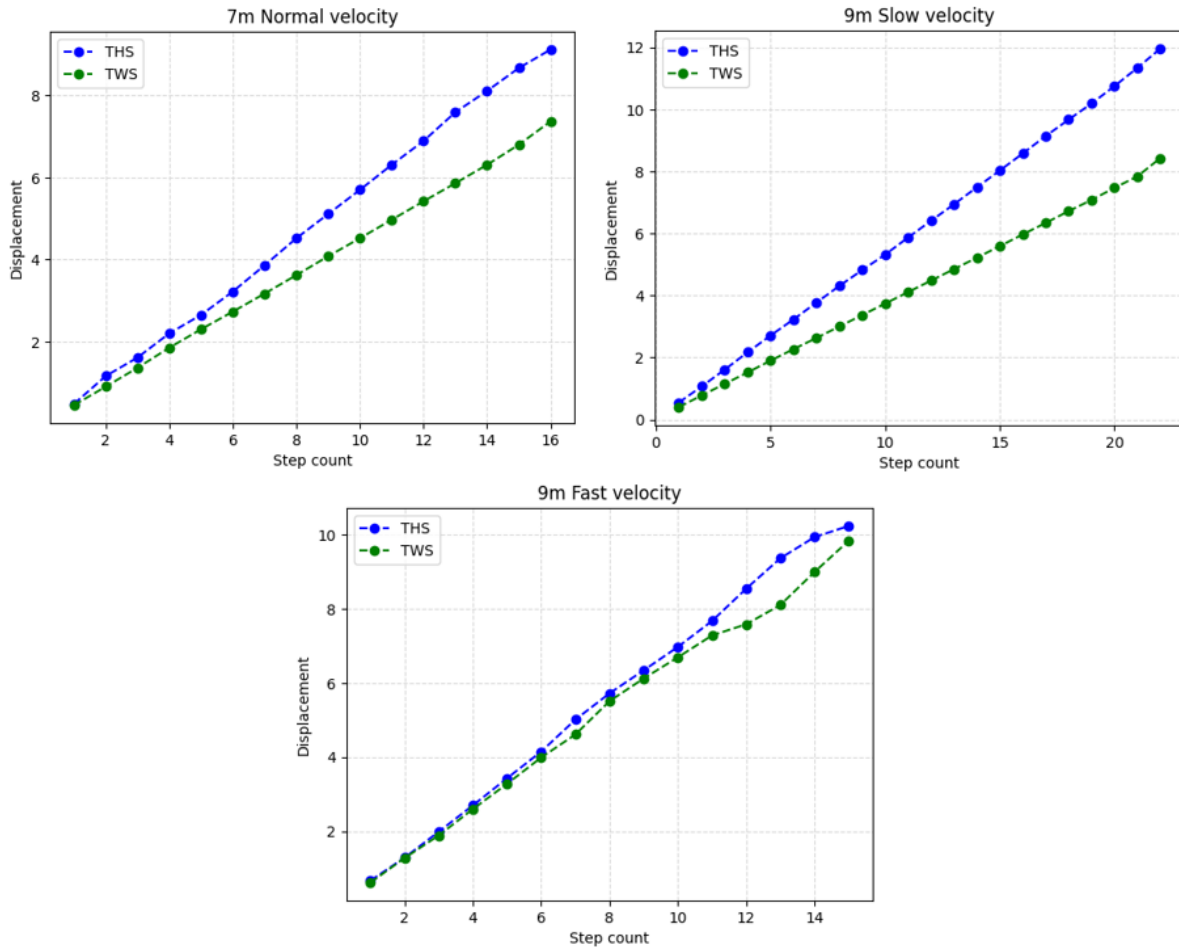 7m Normal velocity
THS
TWS
8
6
4
2
Displacement
2 4 6 8 10 12 14 16
Step count
9m Slow velocity
THS
TWS
12
10
8
6
4
2
0
Displacement
0 5 10 15 20
Step count
9m Fast velocity
THS
TWS
10
8
6
4
2
Displacement
2 4 6 8 10 12 14
Step count